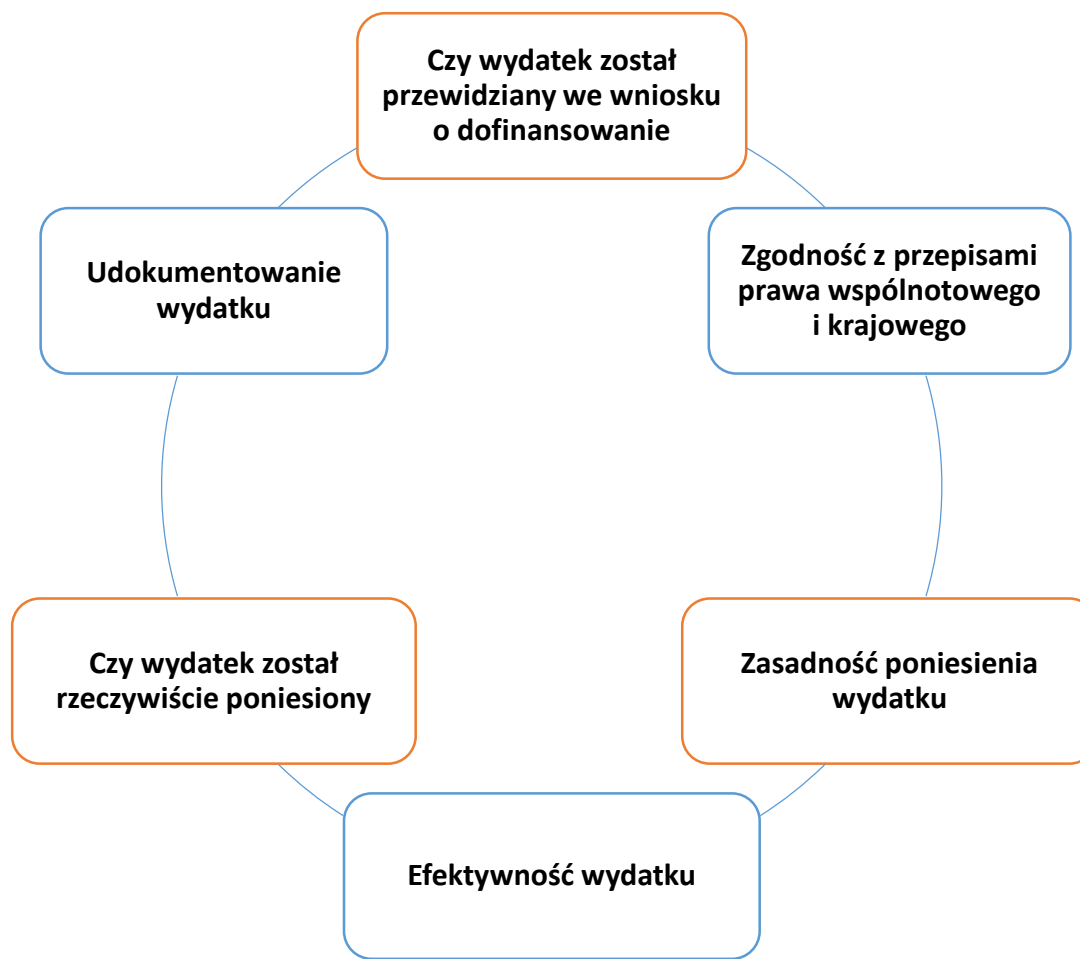 Czy wydatek został
przewidziany we wniosku
o dofinansowanie
Zgodność z przepisami
prawa wspólnotowego
i krajowego
Zasadność poniesienia
wydatku
Efektywność wydatku
Czy wydatek został
rzeczywiście poniesiony
Udokumentowanie
wydatku